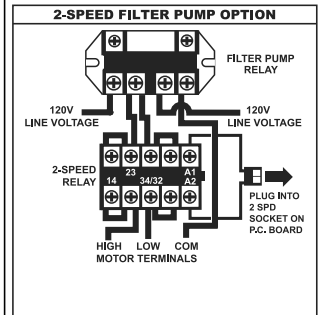 2-SPEED FILTER PUMP OPTION
FILTER PUMP
RELAY
120V
LINE VOLTAGE
120V
LINE VOLTAGE
2-SPEED
RELAY
23
14
34/32
A1
A2
PLUG INTO
2 SPD
SOCKET ON
P.C. BOARD
HIGH LOW COM
MOTOR TERMINALS